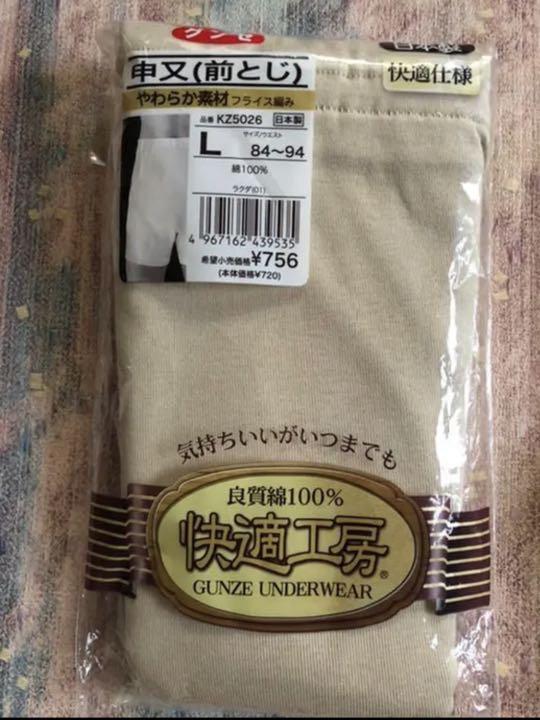 グンゼ
日本製
申又(前とじ)
快適仕様
やわらか素材 フライス編み
品番 KZ5026 日本製
サイズ/ウエスト
L 84〜94
綿100%
ラクダ(01)
4 967162 439535
希望小売価格¥756
(本体価格¥720)
気持ちいいがいつまでも
良質綿100%
快適工房®
GUNZE UNDERWEAR